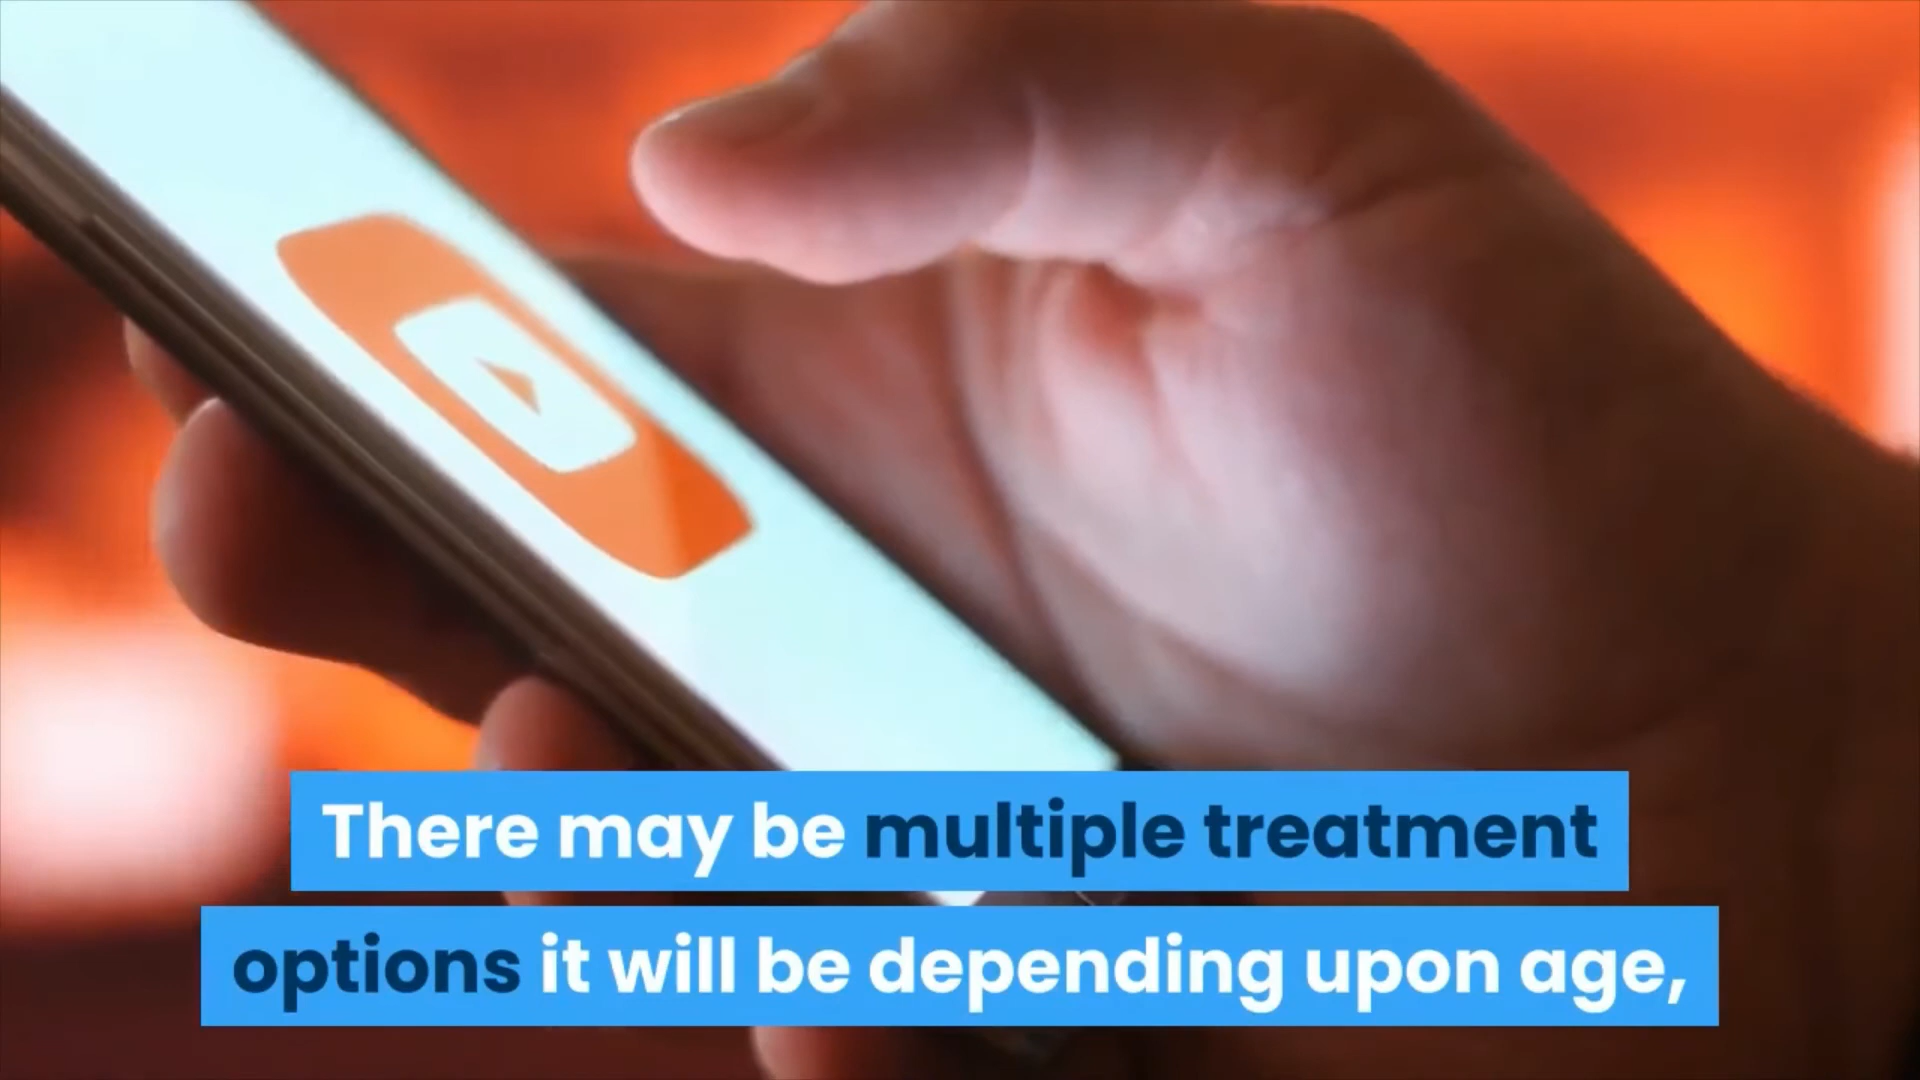 There may be multiple treatment
options it will be depending upon age,